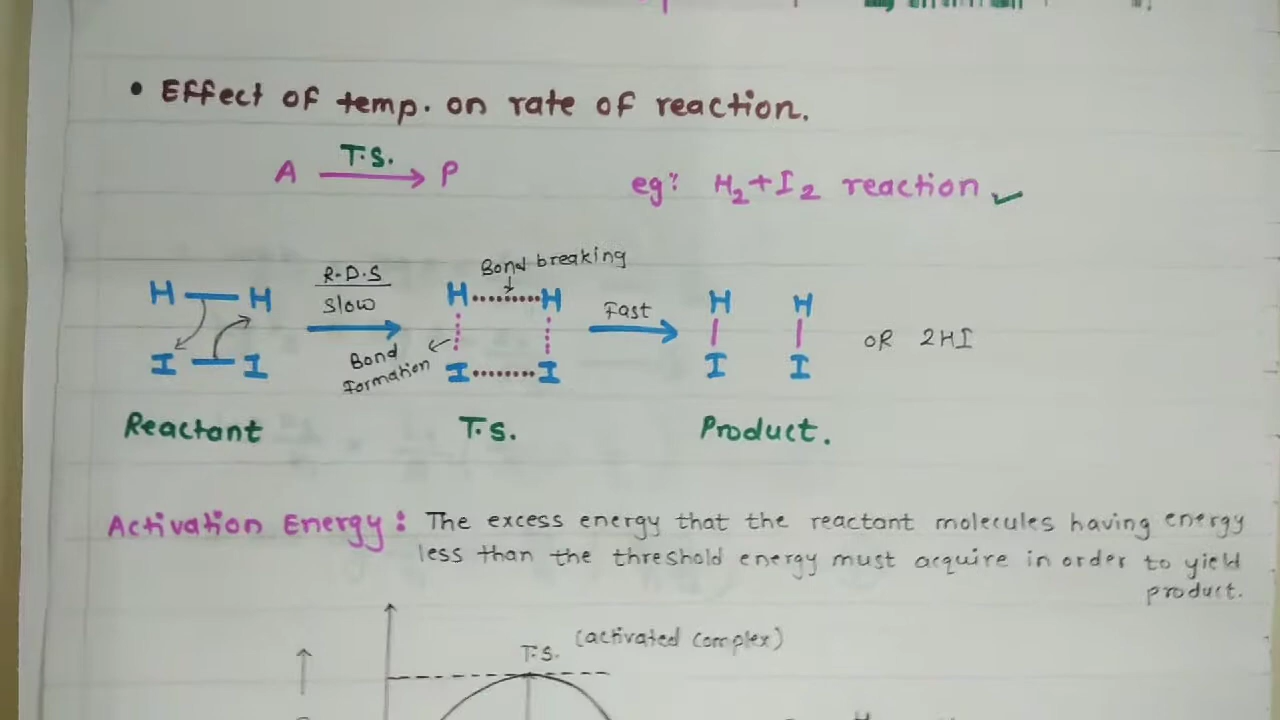 • Effect of temp. on rate of reaction.
A T.S. → P eg: H₂+I₂ reaction ✓
Bond breaking
R.D.S
H — H Slow H ... H Fast H H
OR 2HI
Bond Formation
I — I I ... I I I
Reactant T.S. Product.
Activation Energy: The excess energy that the reactant molecules having energy
less than the threshold energy must acquire in order to yield
product.
(activated complex)
T.S.